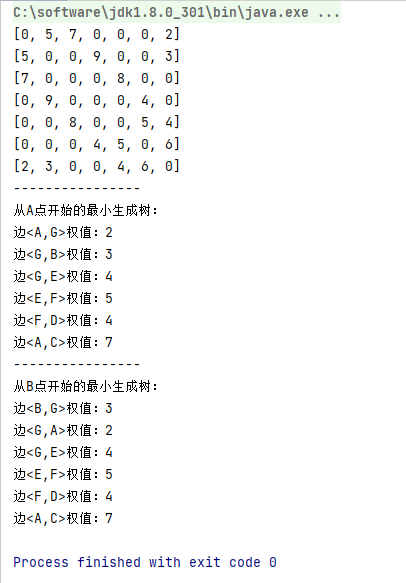 C:\software\jdk1.8.0_301\bin\java.exe ...
[0, 5, 7, 0, 0, 0, 2]
[5, 0, 0, 9, 0, 0, 3]
[7, 0, 0, 0, 8, 0, 0]
[0, 9, 0, 0, 0, 4, 0]
[0, 0, 8, 0, 0, 5, 4]
[0, 0, 0, 4, 5, 0, 6]
[2, 3, 0, 0, 4, 6, 0]
----------------
从A点开始的最小生成树：
边<A,G>权值：2
边<G,B>权值：3
边<G,E>权值：4
边<E,F>权值：5
边<F,D>权值：4
边<A,C>权值：7
----------------
从B点开始的最小生成树：
边<B,G>权值：3
边<G,A>权值：2
边<G,E>权值：4
边<E,F>权值：5
边<F,D>权值：4
边<A,C>权值：7
Process finished with exit code 0